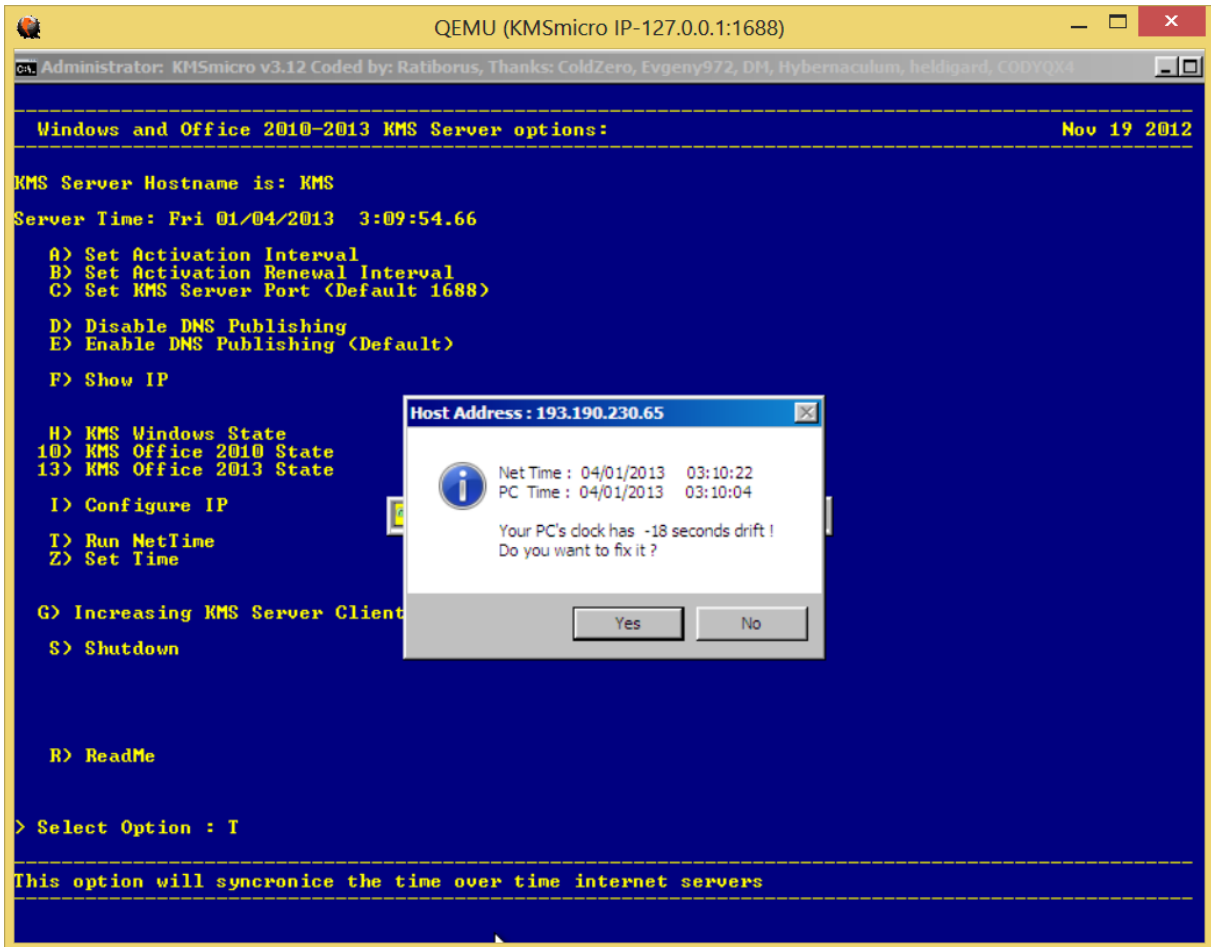 QEMU (KMSmicro IP-127.0.0.1:1688)
Administrator: KMSmicro v3.12 Coded by: Ratiborus, Thanks: ColdZero, Evgeny972, DM, Hybernaculum, heldigard, CODYQX4
Windows and Office 2010-2013 KMS Server options: Nov 19 2012
KMS Server Hostname is: KMS
Server Time: Fri 01/04/2013 3:09:54.66
A> Set Activation Interval
B> Set Activation Renewal Interval
C> Set KMS Server Port (Default 1688)
D> Disable DNS Publishing
E> Enable DNS Publishing (Default)
F> Show IP
H> KMS Windows State
10> KMS Office 2010 State
13> KMS Office 2013 State
I> Configure IP
T> Run NetTime
Z> Set Time
G> Increasing KMS Server Client
S> Shutdown
R> ReadMe
> Select Option : T
This option will syncronice the time over time internet servers
Host Address : 193.190.230.65
Net Time : 04/01/2013 03:10:22
PC Time : 04/01/2013 03:10:04
Your PC's clock has -18 seconds drift !
Do you want to fix it ?
Yes No